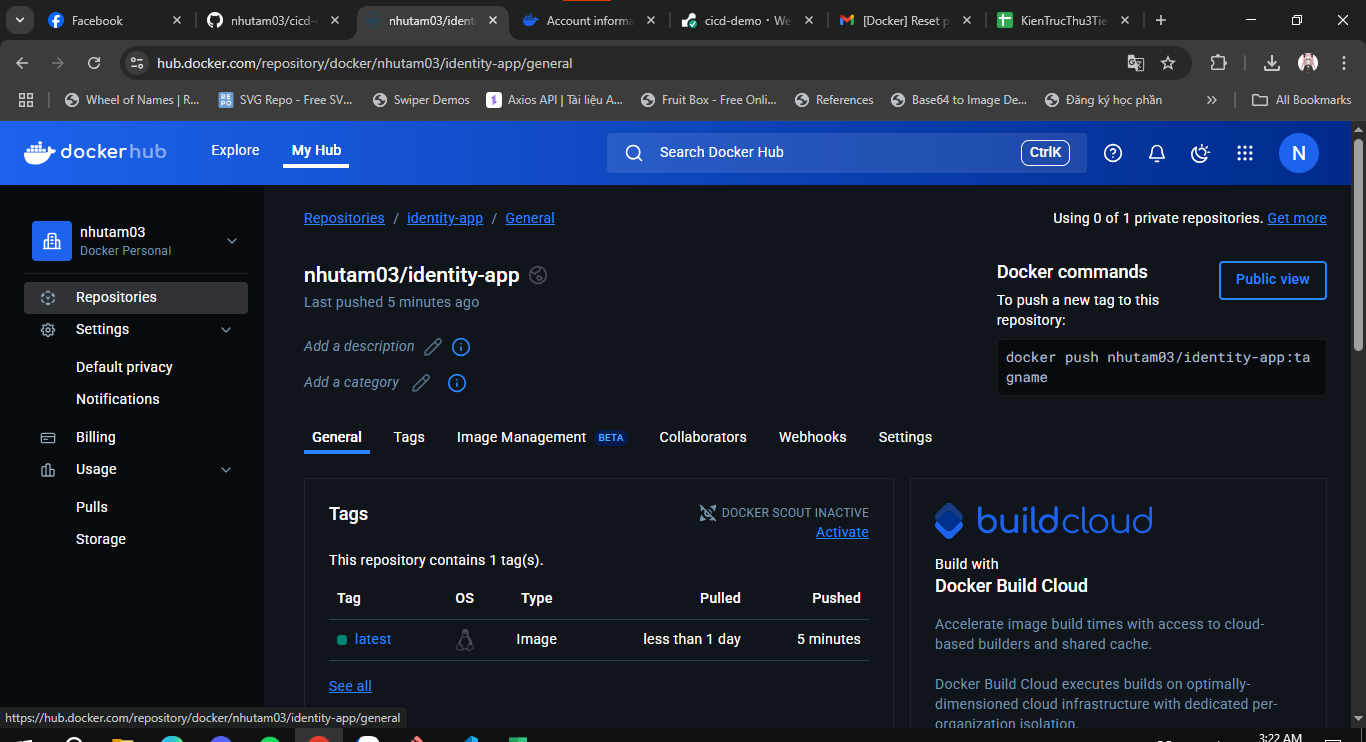 Facebook
nhutam03/cicd-
nhutam03/identi
Account informa
cicd-demo • We
[Docker] Reset p
KienTrucThu3Tie
hub.docker.com/repository/docker/nhutam03/identity-app/general
Wheel of Names | R...
REPO
SVG Repo - Free SV...
Swiper Demos
Axios API | Tài liệu A...
Fruit Box - Free Onli...
References
Base64 to Image De...
Đăng ký học phần
All Bookmarks
dockerhub
Explore
My Hub
Search Docker Hub
CtrlK
N
nhutam03
Docker Personal
Repositories
Settings
Default privacy
Notifications
Billing
Usage
Pulls
Storage
Repositories / identity-app / General
Using 0 of 1 private repositories. Get more
nhutam03/identity-app
Last pushed 5 minutes ago
Add a description
Add a category
Docker commands
Public view
To push a new tag to this
repository:
docker push nhutam03/identity-app:ta
gname
General
Tags
Image Management BETA
Collaborators
Webhooks
Settings
Tags
DOCKER SCOUT INACTIVE
Activate
This repository contains 1 tag(s).
Tag OS Type Pulled Pushed
latest Image less than 1 day 5 minutes
See all
buildcloud
Build with
Docker Build Cloud
Accelerate image build times with access to cloud-
based builders and shared cache.
Docker Build Cloud executes builds on optimally-
dimensioned cloud infrastructure with dedicated per-
organization isolation.
https://hub.docker.com/repository/docker/nhutam03/identity-app/general
3:22 AM